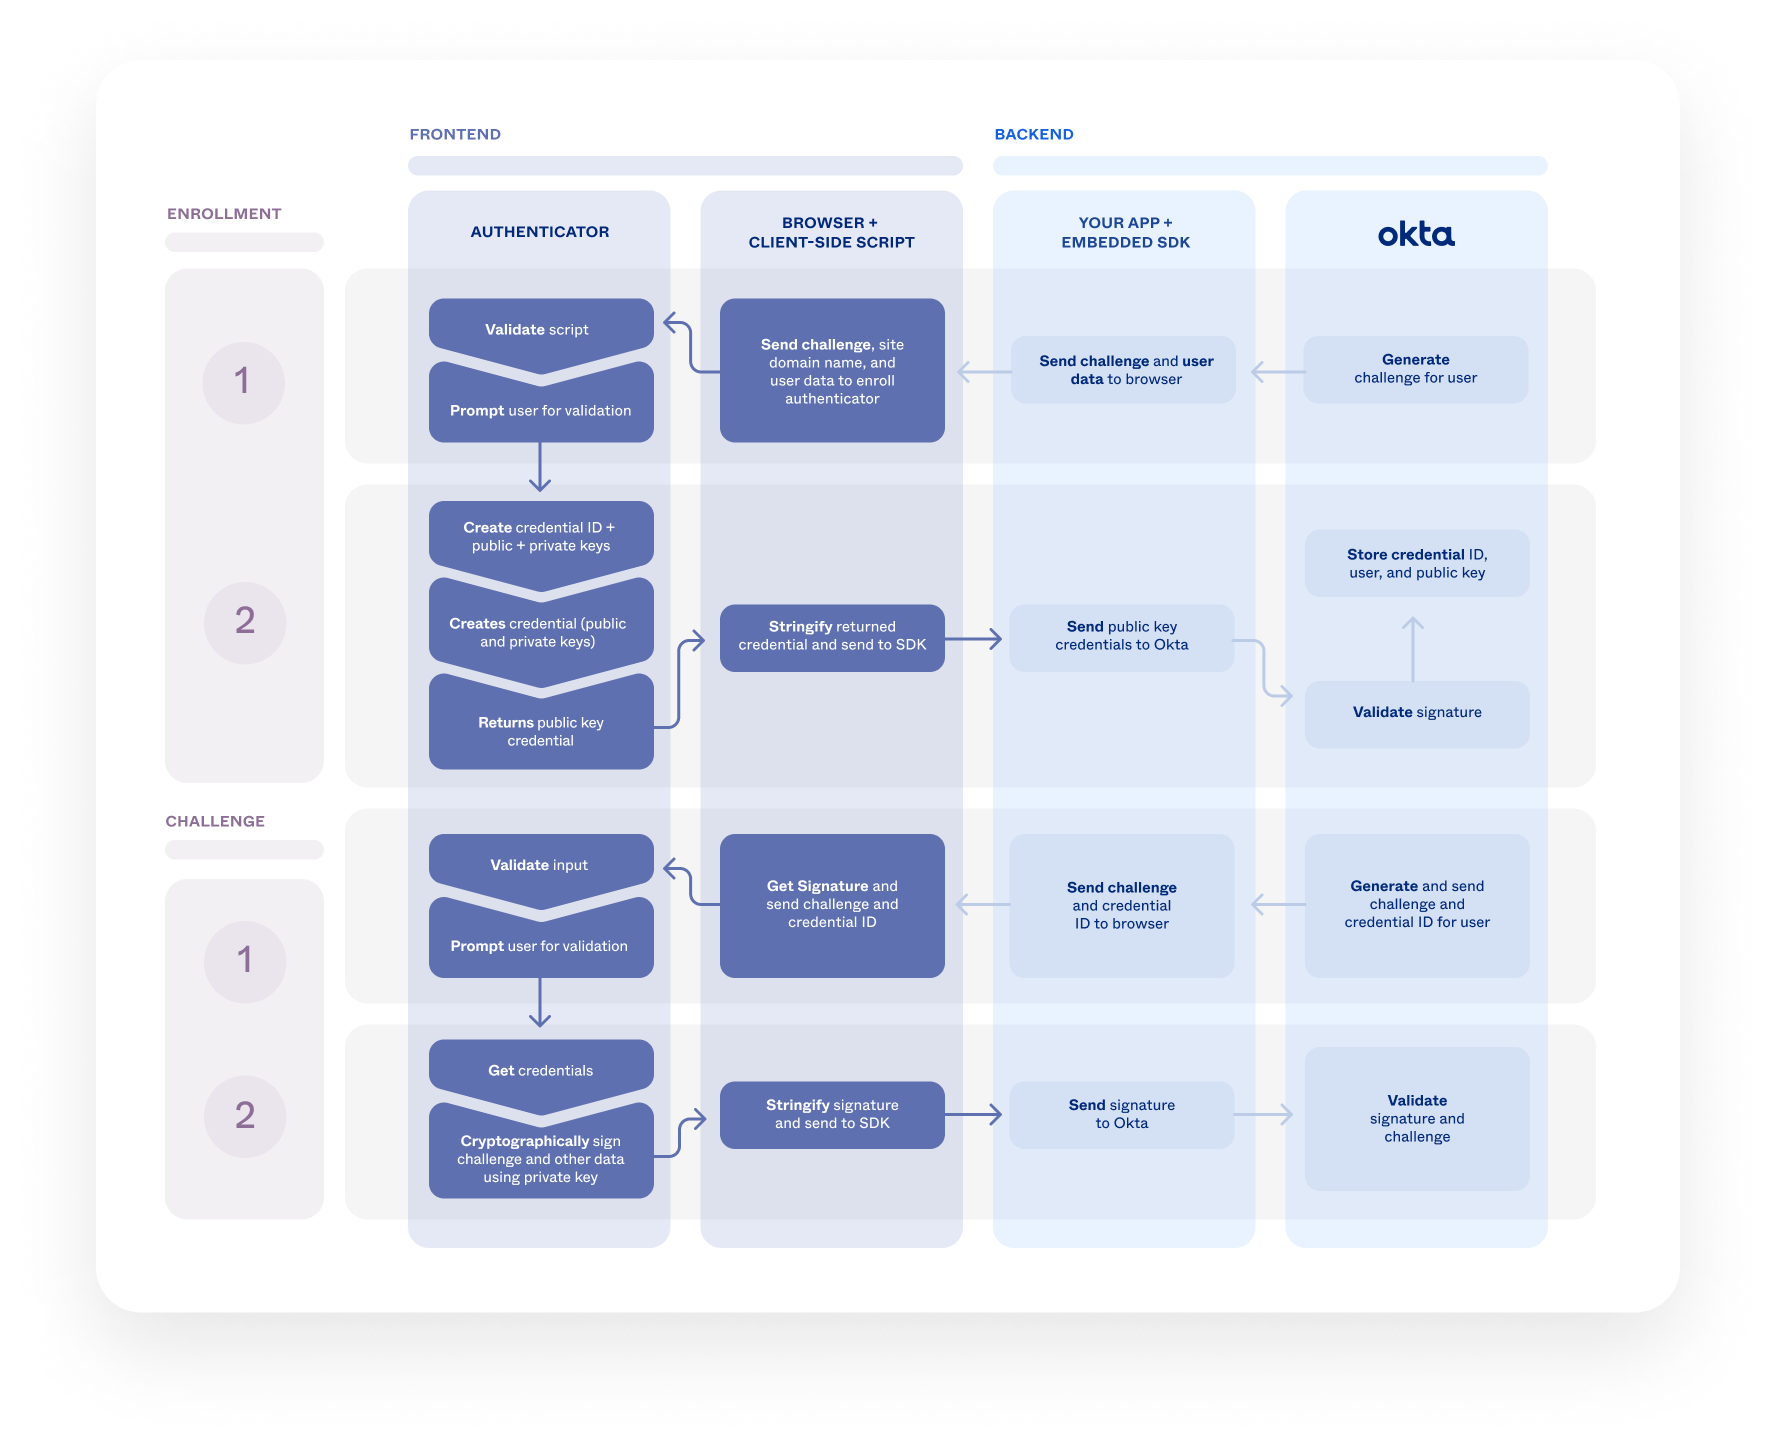 FRONTEND
BACKEND
ENROLLMENT
AUTHENTICATOR
BROWSER +
CLIENT-SIDE SCRIPT
YOUR APP +
EMBEDDED SDK
okta
1
Validate script
Prompt user for validation
Send challenge, site
domain name, and
user data to enroll
authenticator
Send challenge and user
data to browser
Generate
challenge for user
2
Create credential ID +
public + private keys
Creates credential (public
and private keys)
Returns public key
credential
Stringify returned
credential and send to SDK
Send public key
credentials to Okta
Store credential ID,
user, and public key
Validate signature
CHALLENGE
1
Validate input
Prompt user for validation
Get Signature and
send challenge and
credential ID
Send challenge
and credential
ID to browser
Generate and send
challenge and
credential ID for user
2
Get credentials
Cryptographically sign
challenge and other data
using private key
Stringify signature
and send to SDK
Send signature
to Okta
Validate
signature and
challenge